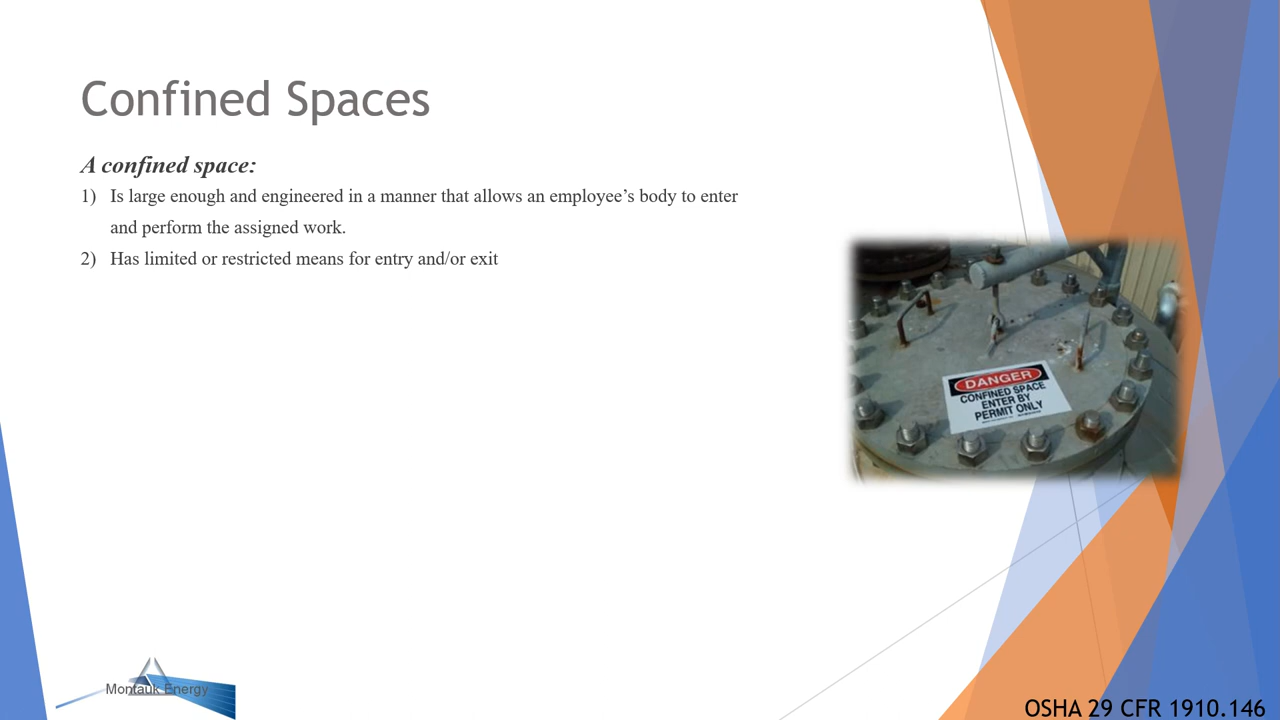 Confined Spaces
A confined space:
1) Is large enough and engineered in a manner that allows an employee’s body to enter
and perform the assigned work.
2) Has limited or restricted means for entry and/or exit
DANGER
CONFINED SPACE
ENTER BY
PERMIT ONLY
Montauk Energy
OSHA 29 CFR 1910.146